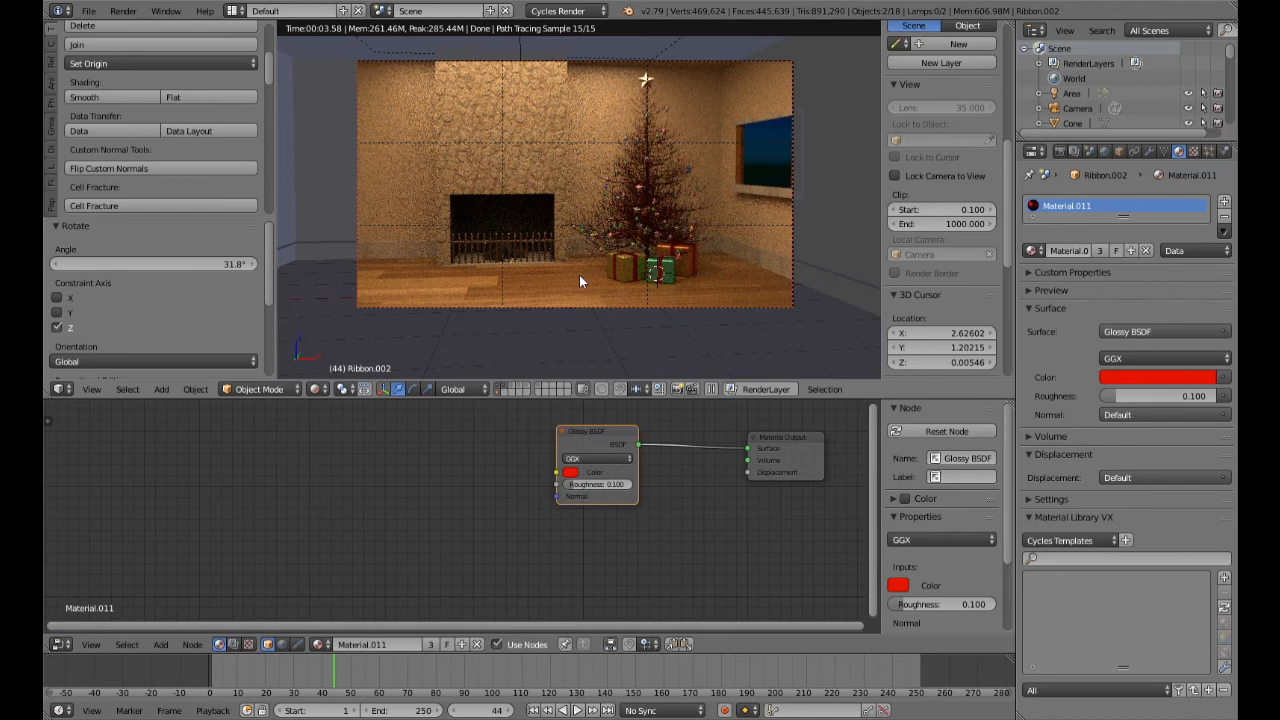 File Render Window Help Default Scene Cycles Render v2.79 | Verts:469,624 | Faces:445,639 | Tris:891,290 | Objects:2/18 | Lamps:0/2 | Mem:606.98M | Ribbon.002
Delete
Join
Set Origin
Shading:
Smooth Flat
Data Transfer:
Data Data Layout
Custom Normal Tools:
Flip Custom Normals
Cell Fracture:
Cell Fracture
Rotate
Angle
31.8°
Constraint Axis
X
Y
Z
Orientation
Global
Time:00:03.58 | Mem:261.46M, Peak:285.44M | Done | Path Tracing Sample 15/15
(44) Ribbon.002
View Select Add Object Object Mode Global RenderLayer Selection
Scene Object
New
New Layer
View
Lens: 35.000
Lock to Object:
Lock to Cursor
Lock Camera to View
Clip:
Start: 0.100
End: 1000.000
Local Camera:
Camera
Render Border
3D Cursor
Location:
X: 2.62602
Y: 1.20215
Z: 0.00546
View Search All Scenes
Scene
RenderLayers
World
Area
Camera
Cone
Ribbon.002 Material.011
Material.011
Material.0 3 F Data
Custom Properties
Preview
Surface
Surface: Glossy BSDF
GGX
Color:
Roughness: 0.100
Normal: Default
Volume
Displacement
Displacement: Default
Settings
Material Library VX
Cycles Templates
All
Glossy BSDF
BSDF
GGX
Color
Roughness: 0.100
Normal
Material Output
Surface
Volume
Displacement
Material.011
Node
Reset Node
Name: Glossy BSDF
Label:
Color
Properties
GGX
Inputs:
Color
Roughness: 0.100
Normal
View Select Add Node Material.011 3 F Use Nodes
-50 -40 -30 -20 -10 0 10 20 30 40 50 60 70 80 90 100 110 120 130 140 150 160 170 180 190 200 210 220 230 240 250 260 270 280
View Marker Frame Playback Start: 1 End: 250 44 No Sync